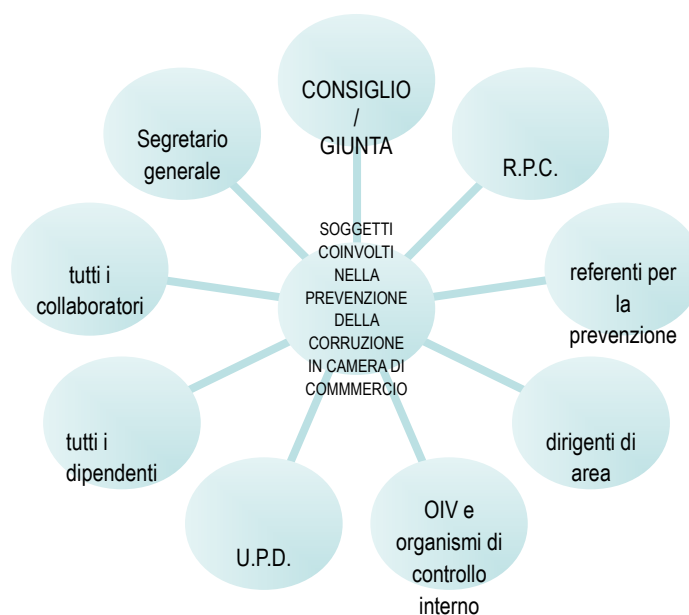 CONSIGLIO
/
GIUNTA
R.P.C.
referenti per
la
prevenzione
dirigenti di
area
OIV e
organismi di
controllo
interno
U.P.D.
tutti i
dipendenti
tutti i
collaboratori
Segretario
generale
SOGGETTI
COINVOLTI
NELLA
PREVENZIONE
DELLA
CORRUZIONE
IN CAMERA DI
COMMMERCIO